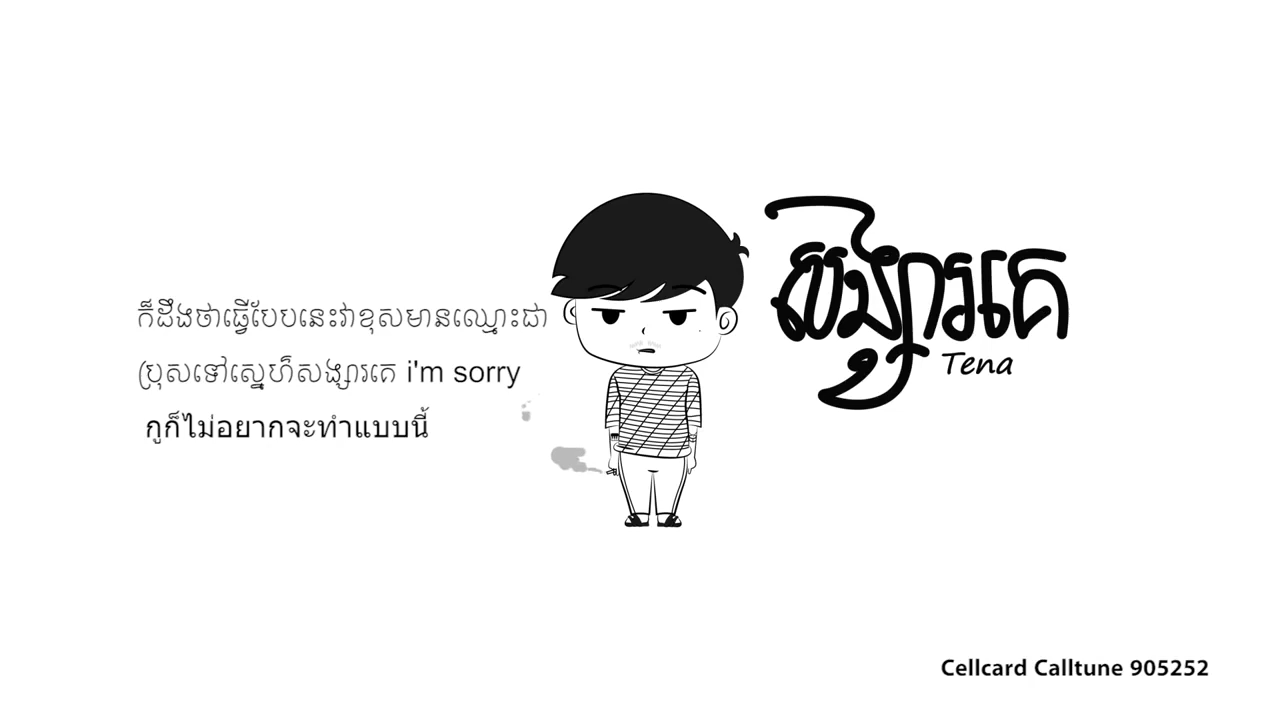 ក៏ដឹងថាធ្វើបែបនេះវាខុសមានឈ្មោះជា
ប្រុសទៅស្នេហ៏សង្សារគេ i'm sorry
กูก็ไม่อยากจะทำแบบนี้
សង្សារគេ
Tena
Cellcard Calltune 905252